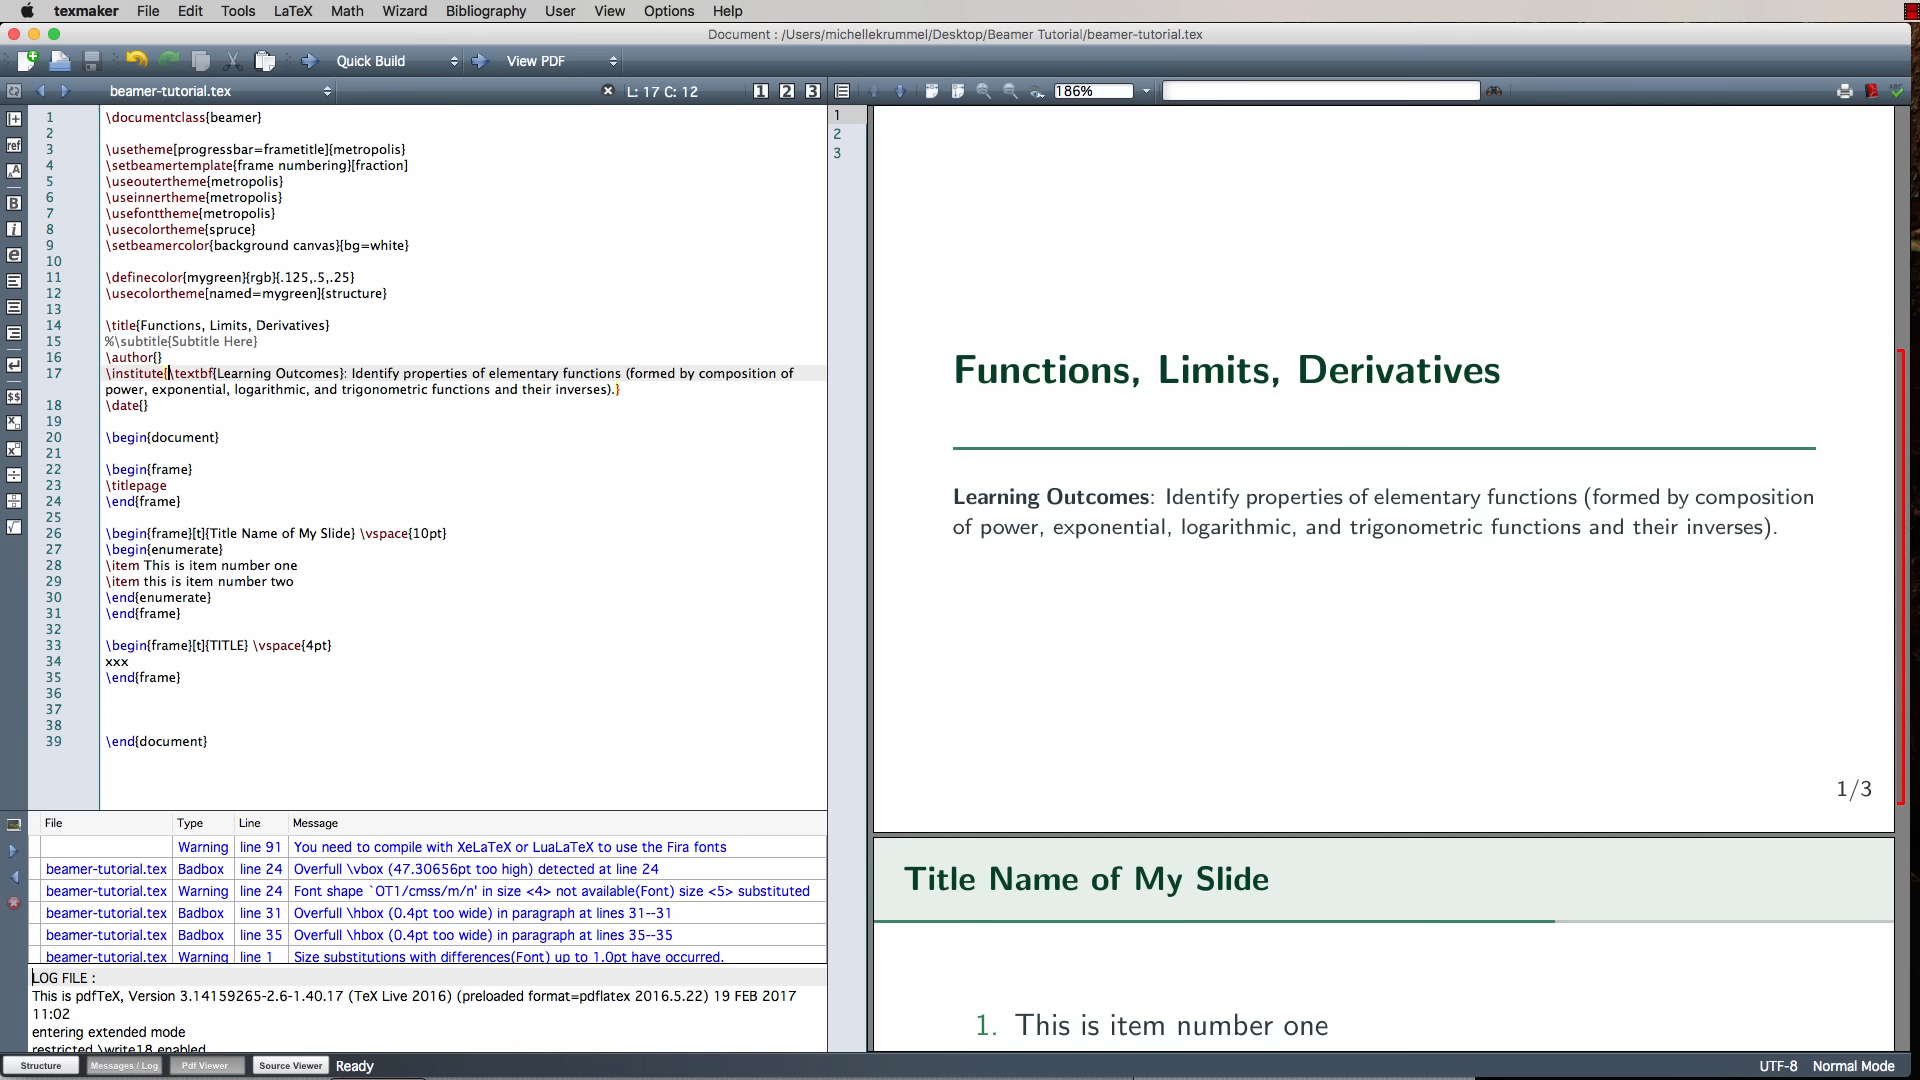 texmaker File Edit Tools LaTeX Math Wizard Bibliography User View Options Help
Document : /Users/michellekrummel/Desktop/Beamer Tutorial/beamer-tutorial.tex
Quick Build View PDF
beamer-tutorial.tex L: 17 C: 12 1 2 3 186%
1 \documentclass{beamer}
2
3 \usetheme[progressbar=frametitle]{metropolis}
4 \setbeamertemplate{frame numbering}[fraction]
5 \useoutertheme{metropolis}
6 \useinnertheme{metropolis}
7 \usefonttheme{metropolis}
8 \usecolortheme{spruce}
9 \setbeamercolor{background canvas}{bg=white}
10
11 \definecolor{mygreen}{rgb}{.125,.5,.25}
12 \usecolortheme[named=mygreen]{structure}
13
14 \title{Functions, Limits, Derivatives}
15 %\subtitle{Subtitle Here}
16 \author{}
17 \institute{\textbf{Learning Outcomes}: Identify properties of elementary functions (formed by composition of
power, exponential, logarithmic, and trigonometric functions and their inverses).}
18 \date{}
19
20 \begin{document}
21
22 \begin{frame}
23 \titlepage
24 \end{frame}
25
26 \begin{frame}[t]{Title Name of My Slide} \vspace{10pt}
27 \begin{enumerate}
28 \item This is item number one
29 \item this is item number two
30 \end{enumerate}
31 \end{frame}
32
33 \begin{frame}[t]{TITLE} \vspace{4pt}
34 xxx
35 \end{frame}
36
37
38
39 \end{document}
File Type Line Message
Warning line 91 You need to compile with XeLaTeX or LuaLaTeX to use the Fira fonts
beamer-tutorial.tex Badbox line 24 Overfull \vbox (47.30656pt too high) detected at line 24
beamer-tutorial.tex Warning line 24 Font shape `OT1/cmss/m/n' in size <4> not available(Font) size <5> substituted
beamer-tutorial.tex Badbox line 31 Overfull \hbox (0.4pt too wide) in paragraph at lines 31--31
beamer-tutorial.tex Badbox line 35 Overfull \hbox (0.4pt too wide) in paragraph at lines 35--35
beamer-tutorial.tex Warning line 1 Size substitutions with differences(Font) up to 1.0pt have occurred.
LOG FILE :
This is pdfTeX, Version 3.14159265-2.6-1.40.17 (TeX Live 2016) (preloaded format=pdflatex 2016.5.22) 19 FEB 2017
11:02
entering extended mode
restricted \write18 enabled
1
2
3
Functions, Limits, Derivatives
Learning Outcomes: Identify properties of elementary functions (formed by composition
of power, exponential, logarithmic, and trigonometric functions and their inverses).
1/3
Title Name of My Slide
1. This is item number one
Structure Messages / Log Pdf Viewer Source Viewer Ready UTF-8 Normal Mode